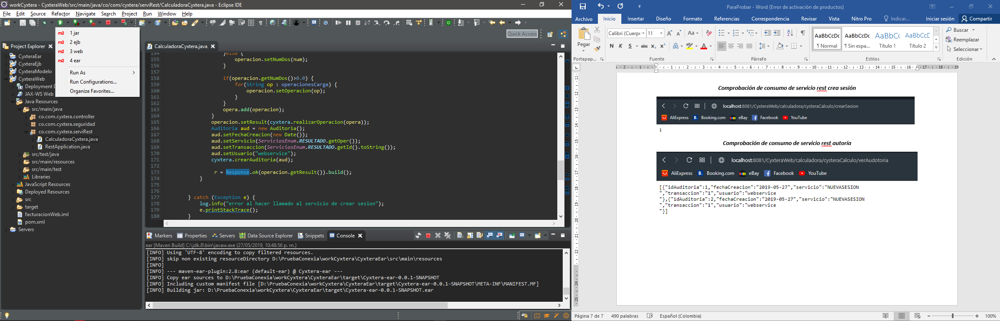 workCyxtera - CyxteraWeb/src/main/java/co/com/cyxtera/serviRest/CalculadoraCyxtera.java - Eclipse IDE
File Edit Source Refactor Navigate Search Project Run Window Help
Quick Access
1 jar
2 ejb
3 web
4 ear
Run As
Run Configurations...
Organize Favorites...
Project Explorer
CyxteraEar
CyxteraEjb
CyxteraModelo
CyxteraWeb
Deployment D
JAX-WS Web
Java Resources
src/main/java
co.com.cyxtera.controller
co.com.cyxtera.seguridad
co.com.cyxtera.serviRest
CalculadoraCyxtera.java
RestApplication.java
src/test/java
src/main/resources
src/main/test
Libraries
JavaScript Resources
Deployed Resources
src
target
facturacionWeb.iml
pom.xml
Servers
CalculadoraCyxtera.java
154 }else {
155 operacion.setNumDos(num);
156 }
157
158 if(operacion.getNumDos()>0.0) {
159 for(String op : operacionesCarga) {
160 operacion.setOperacion(op);
161 }
162 }
163 opera.add(operacion);
164 }
165 operacion.setResult(cyxtera.realizarOperacion(opera));
166 Auditoria aud = new Auditoria();
167 aud.setFechaCreacion(new Date());
168 aud.setServicio(ServiciosEnum.RESULTADO.getOper());
169 aud.setTransaccion(ServiciosEnum.RESULTADO.getId().toString());
170 aud.setUsuario("webservice");
171 cyxtera.crearAuditoria(aud);
172
173 r = Response.ok(operacion.getResult()).build();
174 }
175
176
177 } catch (Exception e) {
178 log.info("error al hacer llamado al servicio de crear sesion");
179 e.printStackTrace();
180 }
Markers Properties Servers Data Source Explorer Snippets Console
ear [Maven Build] C:\jdk.8\bin\javaw.exe (27/05/2019, 10:48:56 p. m.)
[INFO] Using 'UTF-8' encoding to copy filtered resources.
[INFO] skip non existing resourceDirectory D:\PruebaConexia\workCyxtera\CyxteraEar\src\main\resources
[INFO]
[INFO] --- maven-ear-plugin:2.8:ear (default-ear) @ Cyxtera-ear ---
[INFO] Copy ear sources to D:\PruebaConexia\workCyxtera\CyxteraEar\target\Cyxtera-ear-0.0.1-SNAPSHOT
[INFO] Including custom manifest file [D:\PruebaConexia\workCyxtera\CyxteraEar\target\Cyxtera-ear-0.0.1-SNAPSHOT\META-INF\MANIFEST.MF]
[INFO] Building jar: D:\PruebaConexia\workCyxtera\CyxteraEar\target\Cyxtera-ear-0.0.1-SNAPSHOT.ear
ParaProbar - Word (Error de activación de productos)
Archivo Inicio Insertar Diseño Formato Referencias Correspondencia Revisar Vista Nitro Pro Indicar... Iniciar sesión Compartir
Pegar
Calibri (Cuerpo 11
N K S abc x₂ x²
AaBbCcDc AaBbCcDc AaBbCc AaBbCcE
¶ Normal ¶ Sin espa... Título 1 Título 2
Buscar
Reemplazar
Seleccionar
Portapap... Fuente Párrafo Estilos Edición
Comprobación de consumo de servicio rest crea sesión
localhost:8081/CyxteraWeb/calculadora/cysteraCalculo/crearSesion
AliExpress Booking.com eBay Facebook YouTube
1
Comprobación de consumo de servicio rest autoría
localhost:8081/CyxteraWeb/calculadora/cysteraCalculo/verAudotoria
AliExpress Booking.com eBay Facebook YouTube
[{"idAuditoria":1,"fechaCreacion":"2019-05-27","servicio":"NUEVASESION
","transaccion":"1","usuario":"webservice
"},{"idAuditoria":2,"fechaCreacion":"2019-05-27","servicio":"NUEVASESION
","transaccion":"1","usuario":"webservice
"}]
Página 7 de 7 490 palabras Español (Colombia) 100%